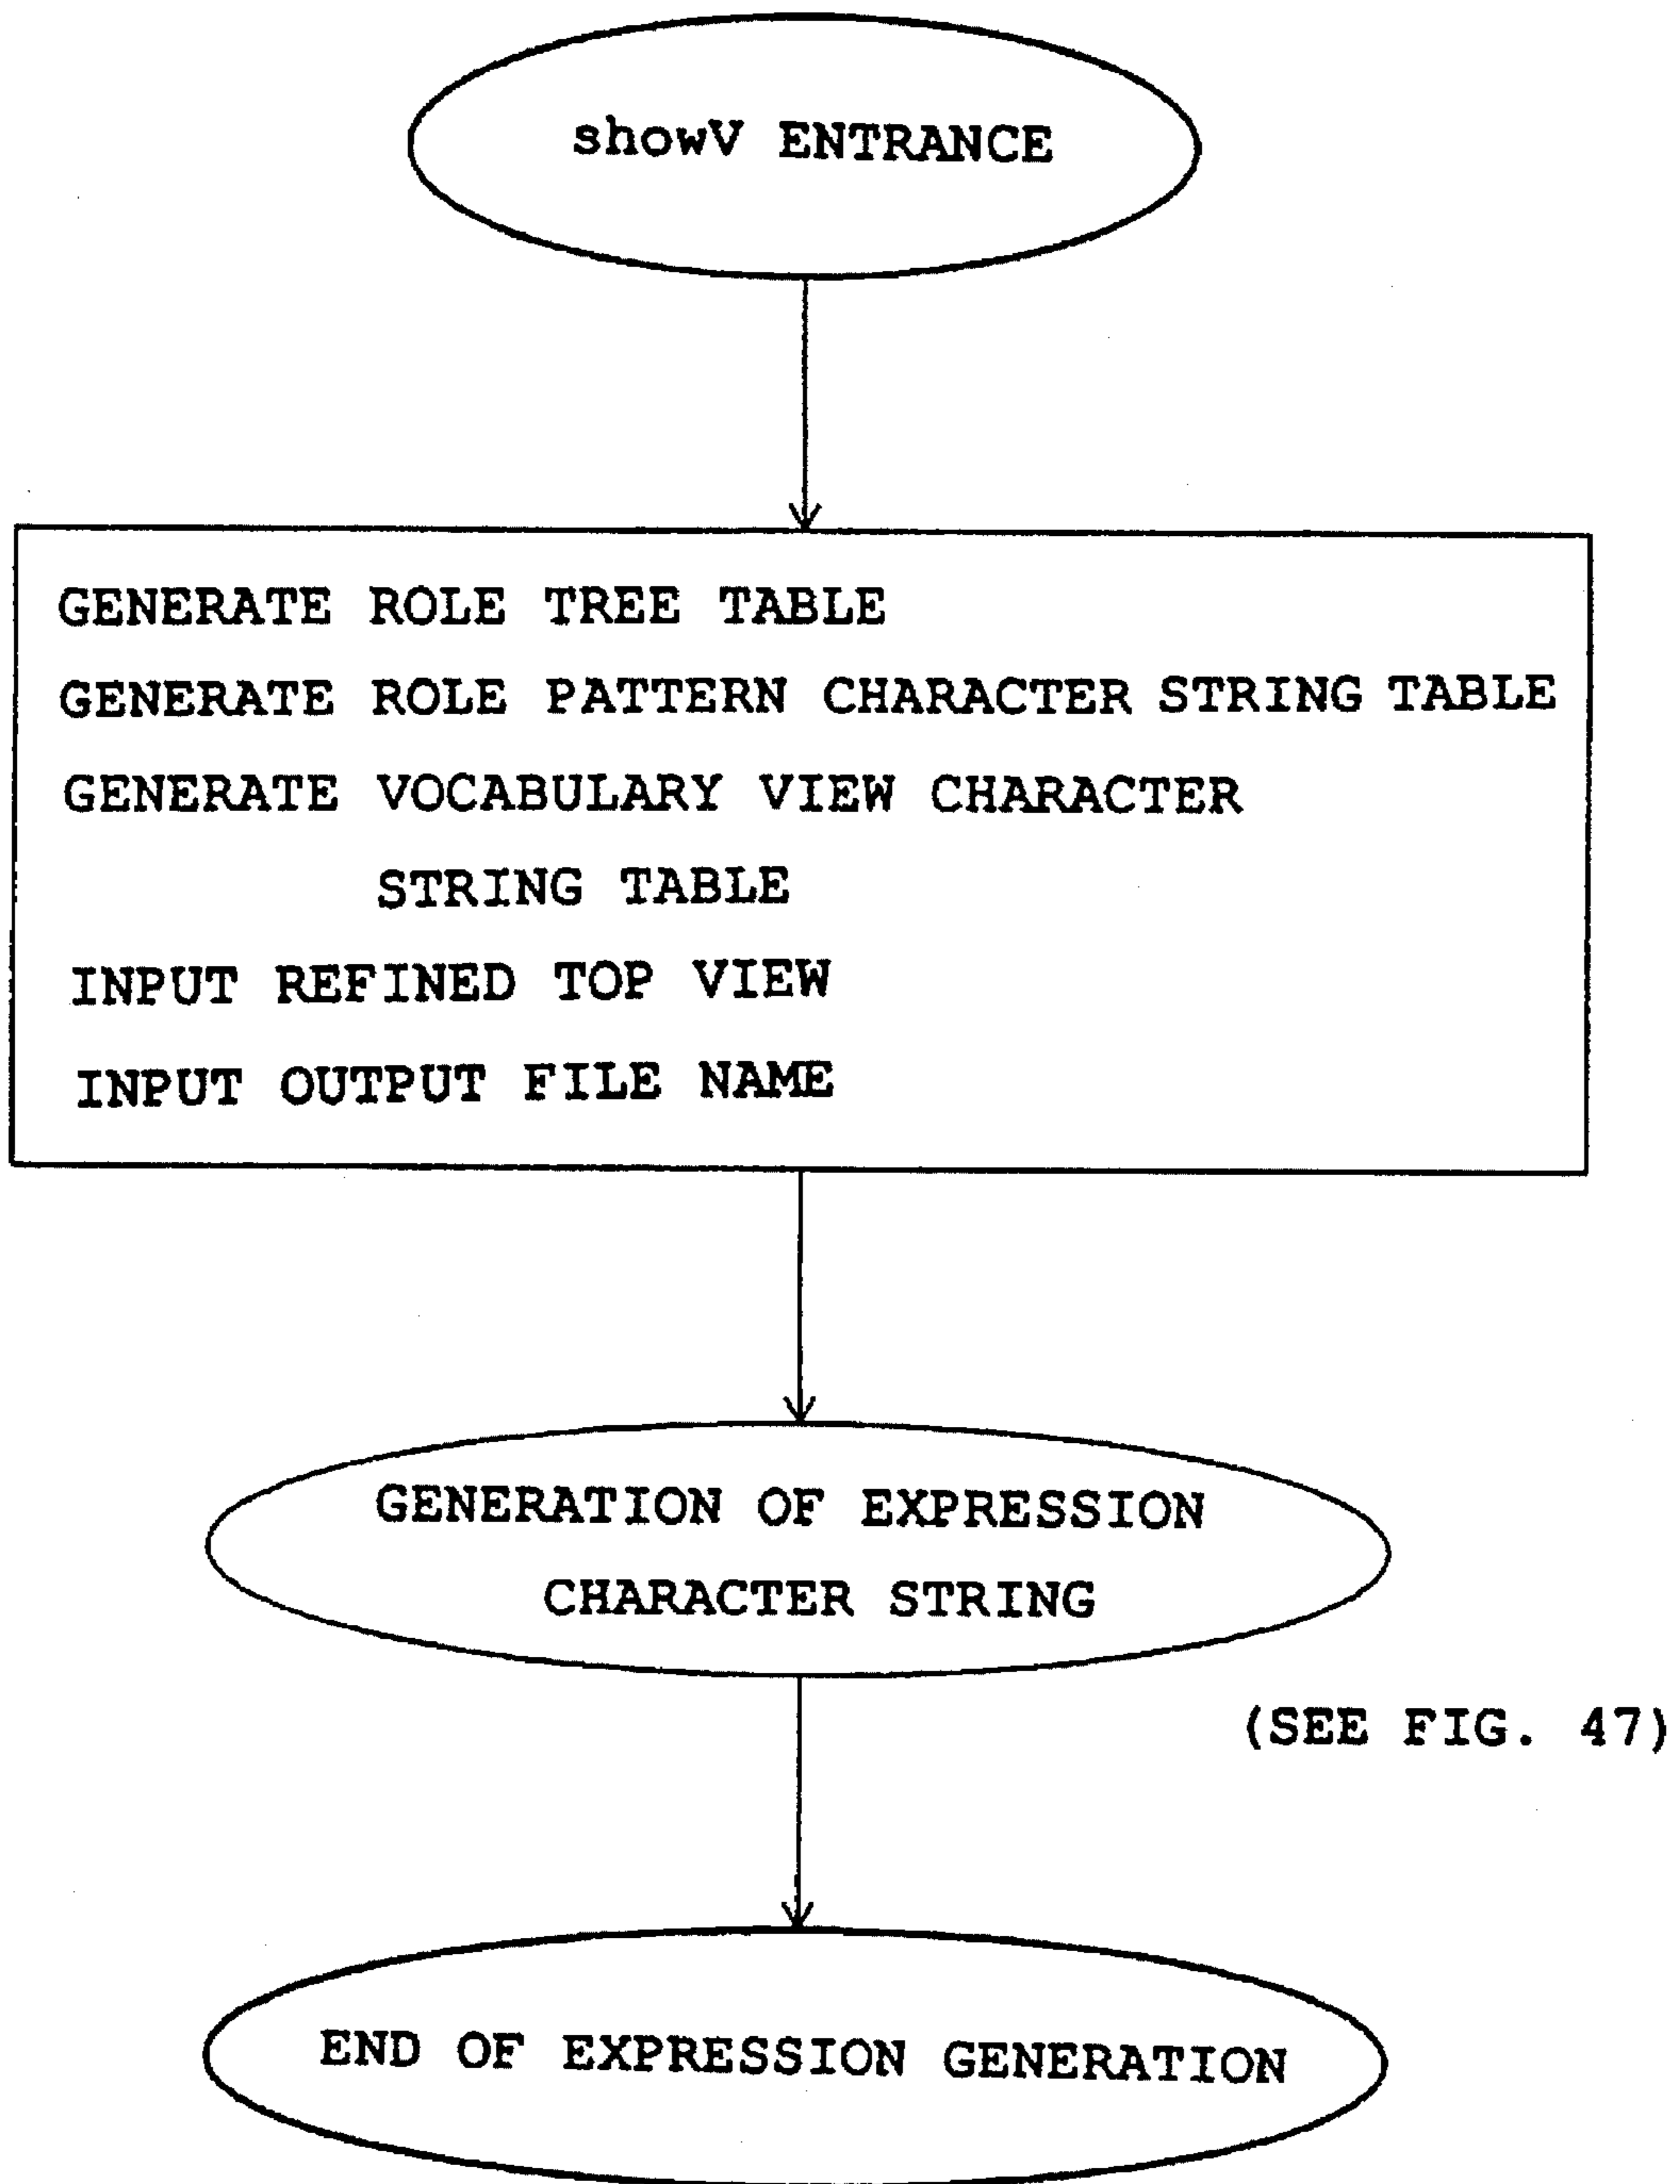 showV ENTRANCE
GENERATE ROLE TREE TABLE
GENERATE ROLE PATTERN CHARACTER STRING TABLE
GENERATE VOCABULARY VIEW CHARACTER
STRING TABLE
INPUT REFINED TOP VIEW
INPUT OUTPUT FILE NAME
GENERATION OF EXPRESSION
CHARACTER STRING
(SEE FIG. 47)
END OF EXPRESSION GENERATION